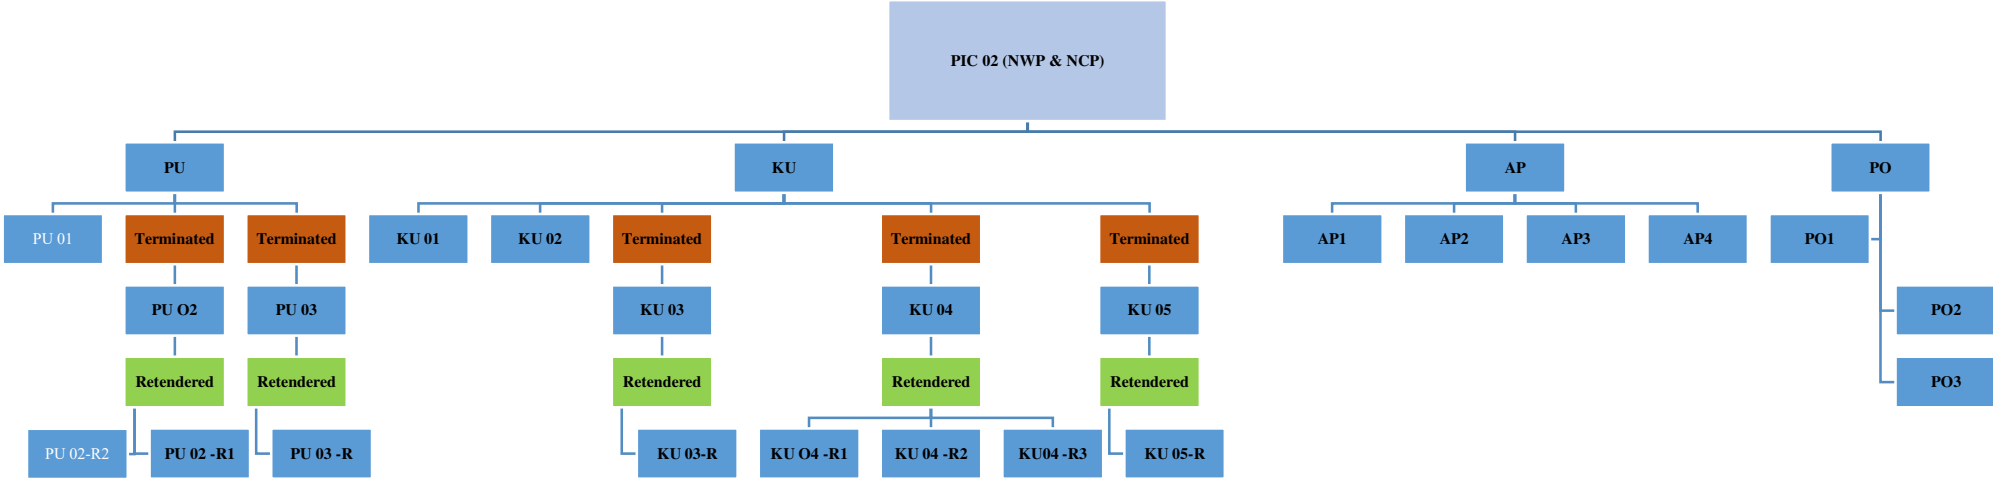 PIC 02 (NWP & NCP)
PU
KU
AP
PO
PU 01
Terminated
Terminated
KU 01
KU 02
Terminated
Terminated
Terminated
AP1
AP2
AP3
AP4
PO1
PU O2
PU 03
KU 03
KU 04
KU 05
PO2
Retendered
Retendered
Retendered
Retendered
Retendered
PO3
PU 02-R2
PU 02 -R1
PU 03 -R
KU 03-R
KU O4 -R1
KU 04 -R2
KU04 -R3
KU 05-R